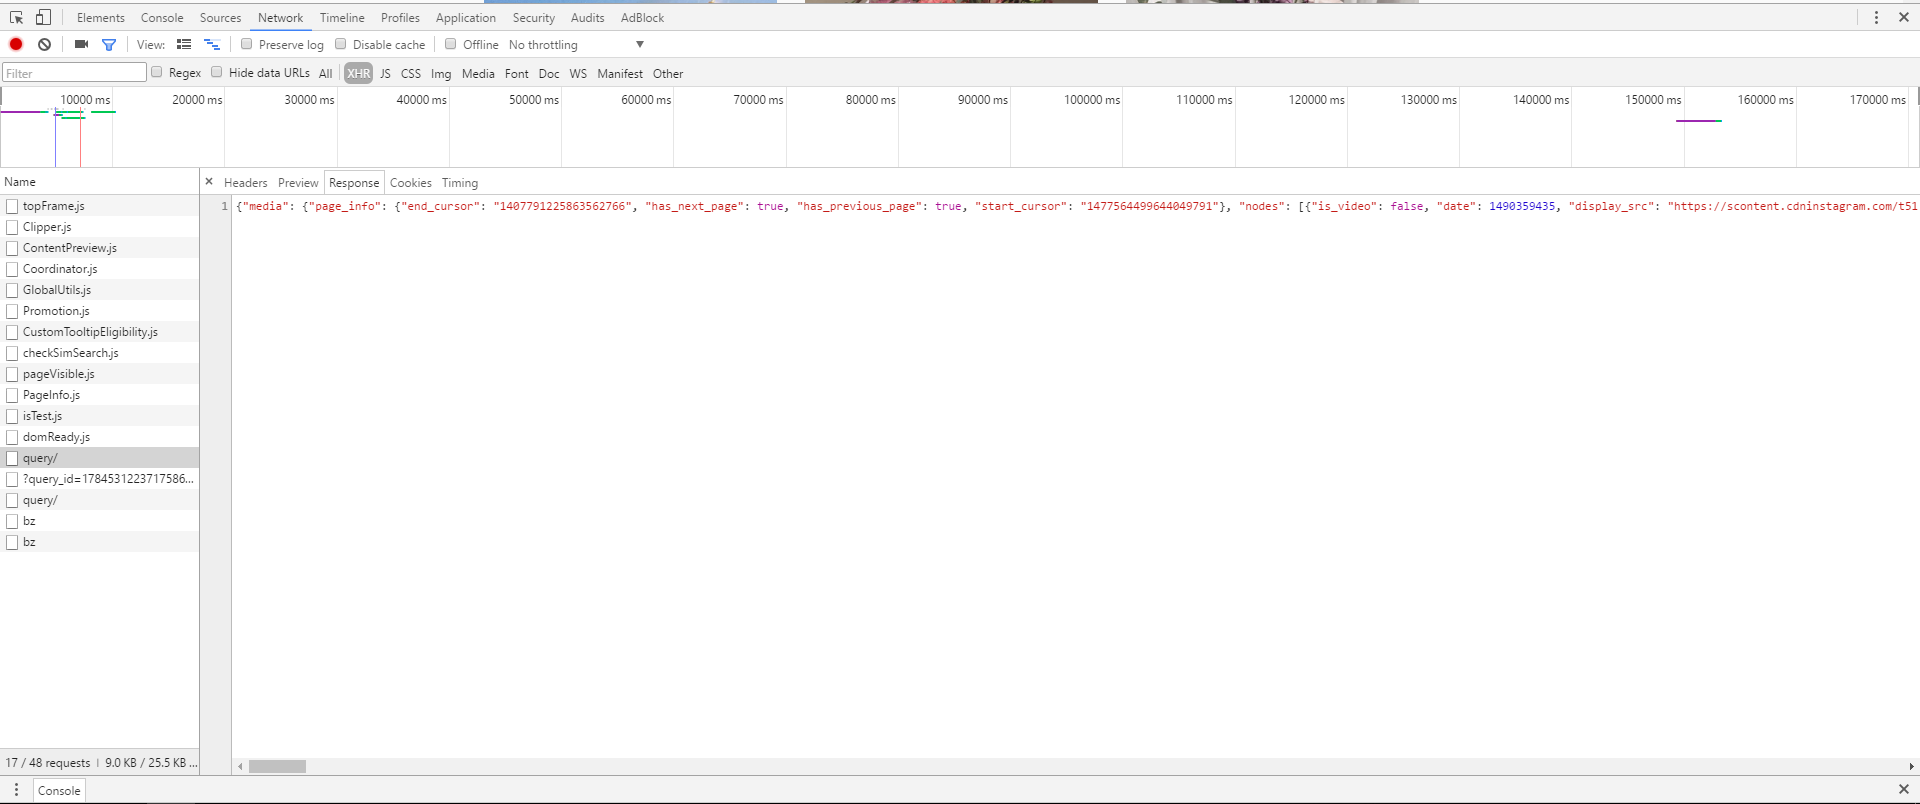 Elements Console Sources Network Timeline Profiles Application Security Audits AdBlock
View: Preserve log Disable cache Offline No throttling
Filter Regex Hide data URLs All XHR JS CSS Img Media Font Doc WS Manifest Other
10000 ms 20000 ms 30000 ms 40000 ms 50000 ms 60000 ms 70000 ms 80000 ms 90000 ms 100000 ms 110000 ms 120000 ms 130000 ms 140000 ms 150000 ms 160000 ms 170000 ms
Name
Headers Preview Response Cookies Timing
1 {"media": {"page_info": {"end_cursor": "1407791225863562766", "has_next_page": true, "has_previous_page": true, "start_cursor": "1477564499644049791"}, "nodes": [{"is_video": false, "date": 1490359435, "display_src": "https://scontent.cdninstagram.com/t51
topFrame.js
Clipper.js
ContentPreview.js
Coordinator.js
GlobalUtils.js
Promotion.js
CustomTooltipEligibility.js
checkSimSearch.js
pageVisible.js
PageInfo.js
isTest.js
domReady.js
query/
?query_id=1784531223717586...
query/
bz
bz
17 / 48 requests | 9.0 KB / 25.5 KB ...
Console